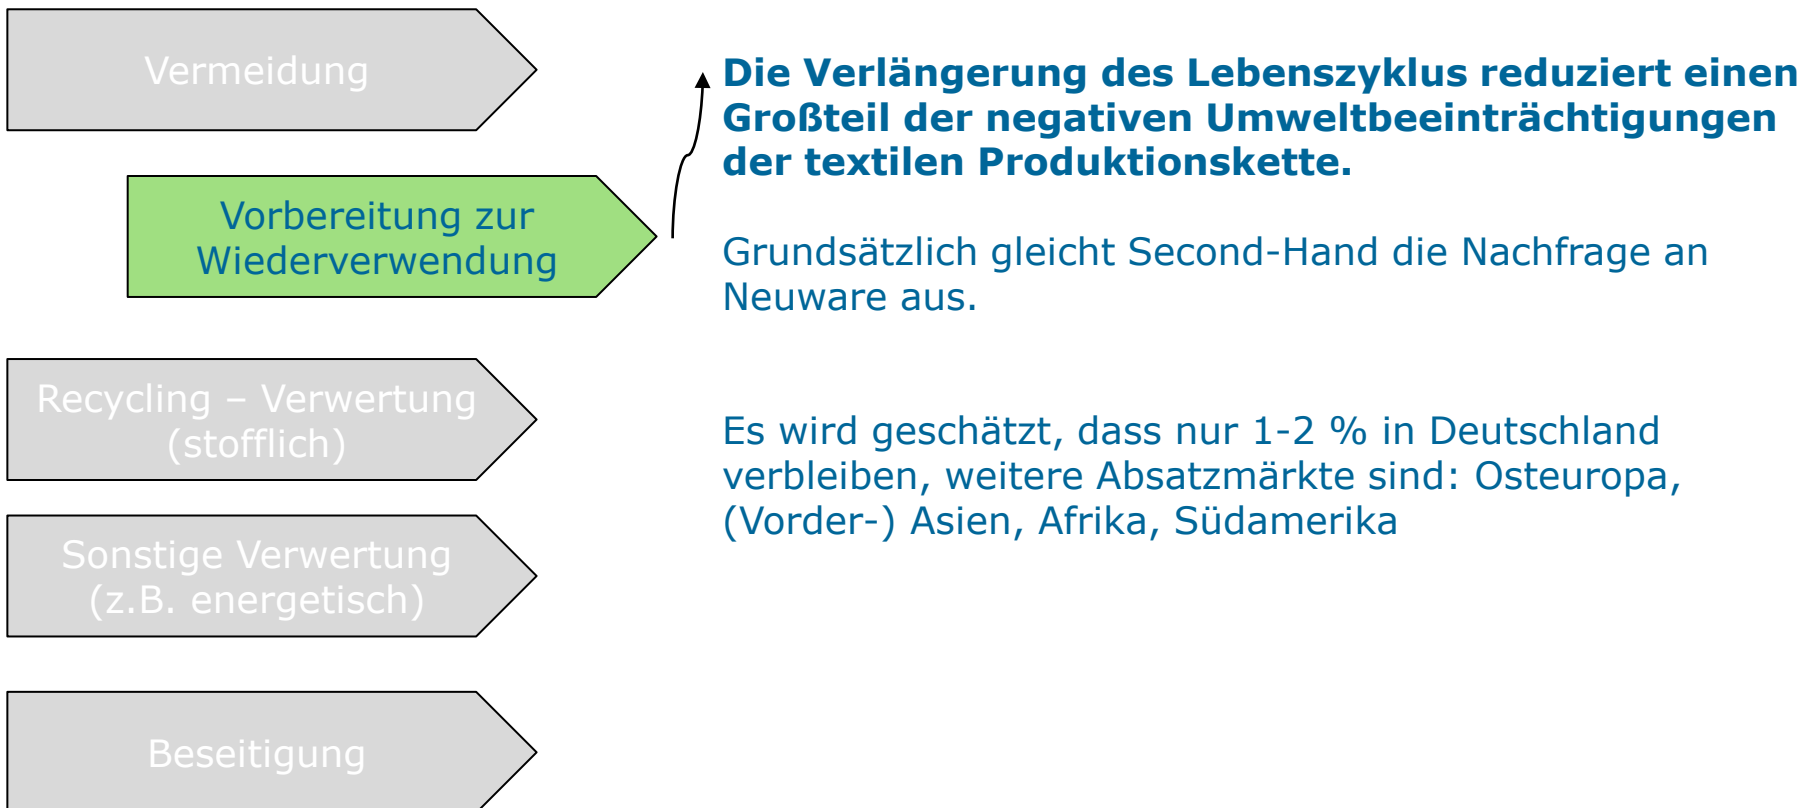 Vermeidung
Die Verlängerung des Lebenszyklus reduziert einen
Großteil der negativen Umweltbeeinträchtigungen
der textilen Produktionskette.
Vorbereitung zur
Wiederverwendung
Grundsätzlich gleicht Second-Hand die Nachfrage an
Neuware aus.
Recycling – Verwertung
(stofflich)
Es wird geschätzt, dass nur 1-2 % in Deutschland
verbleiben, weitere Absatzmärkte sind: Osteuropa,
(Vorder-) Asien, Afrika, Südamerika
Sonstige Verwertung
(z.B. energetisch)
Beseitigung